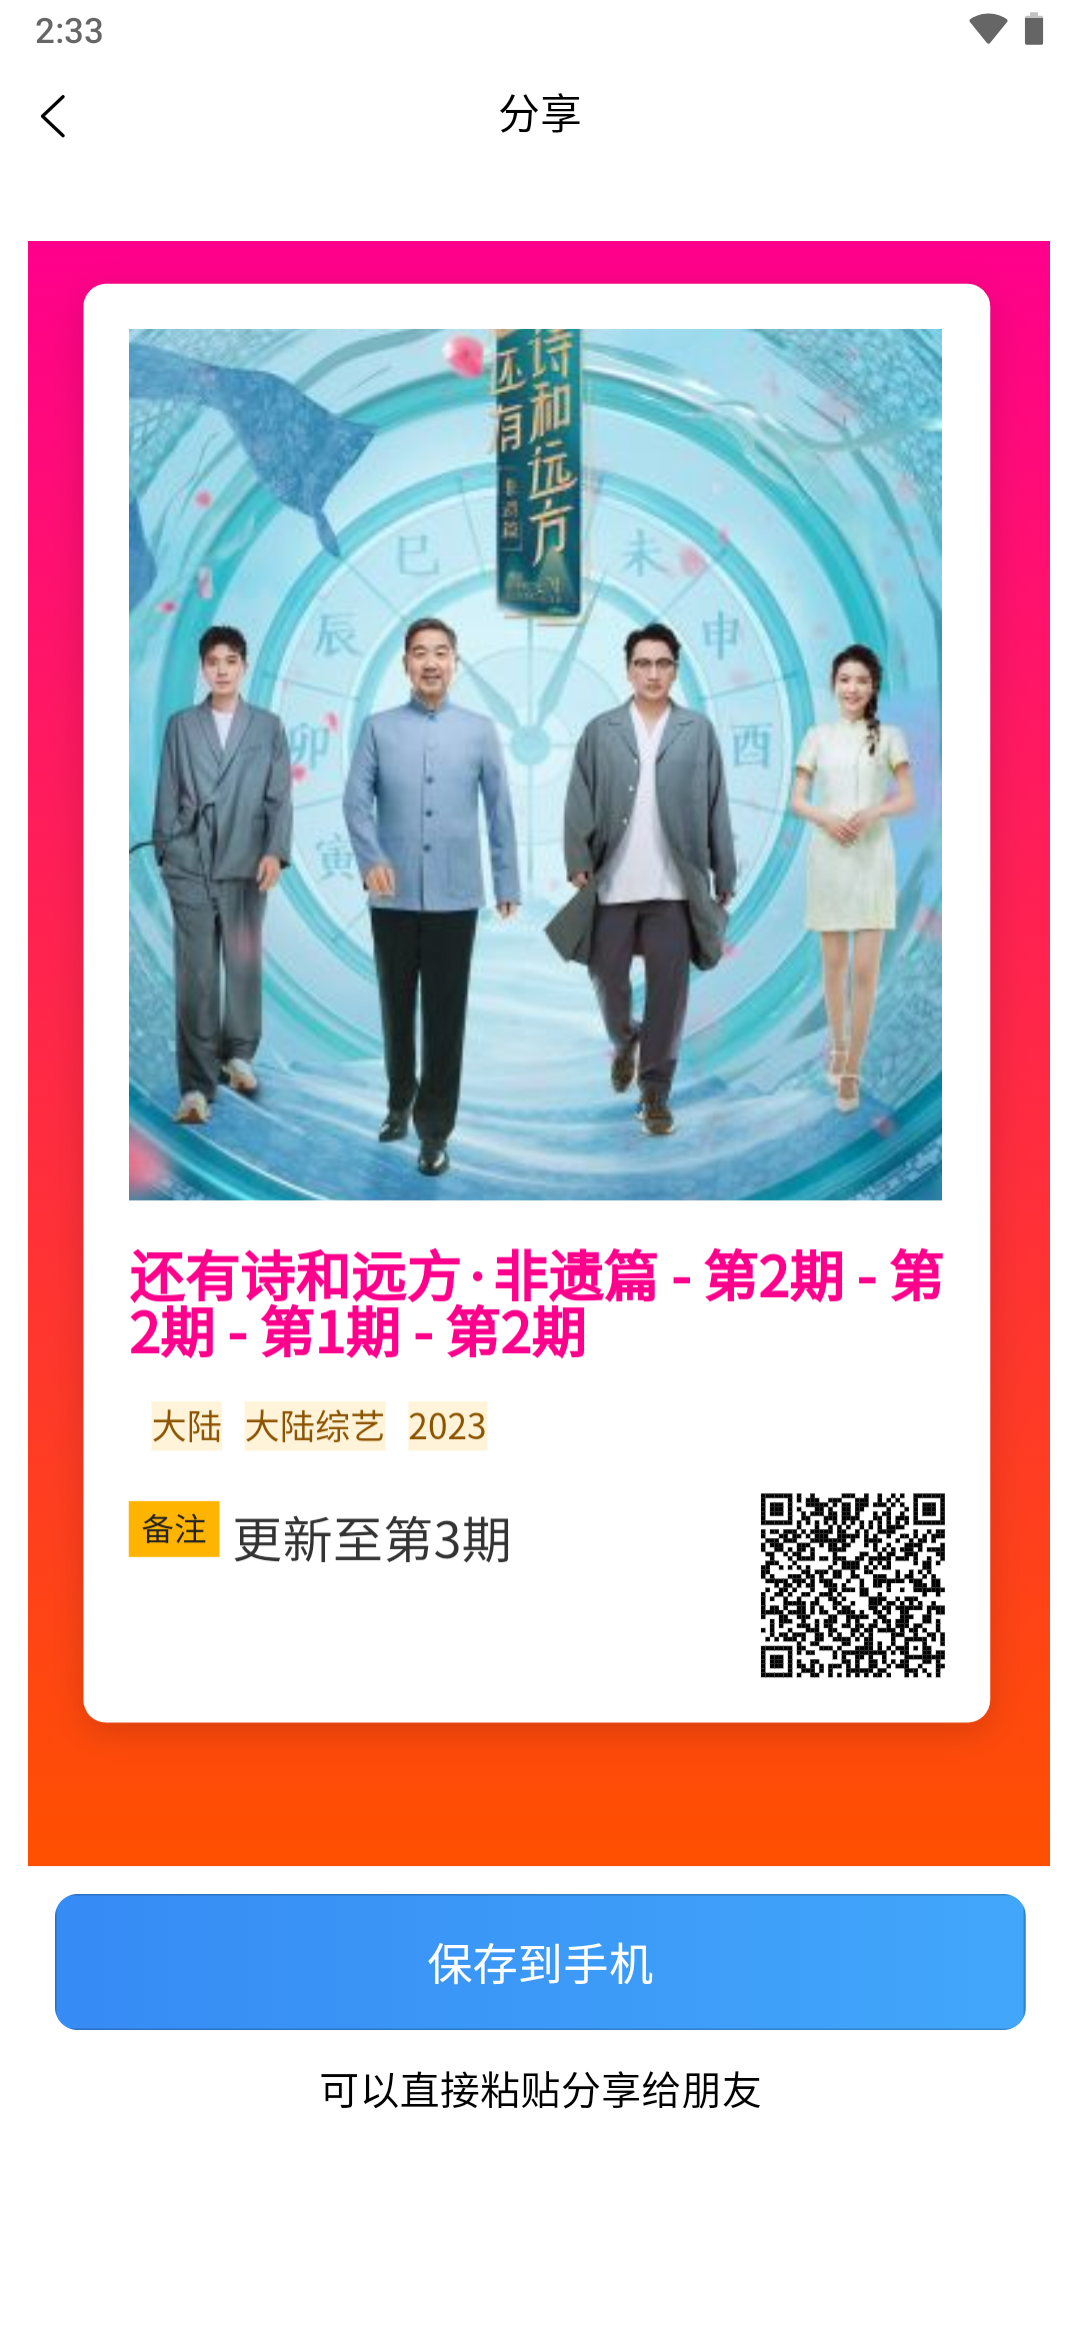 2:33
分享
诗和远方
还有
非遗篇
巳
未
辰
申
卯
酉
寅
还有诗和远方·非遗篇 - 第2期 - 第
2期 - 第1期 - 第2期
大陆 大陆综艺 2023
备注 更新至第3期
保存到手机
可以直接粘贴分享给朋友